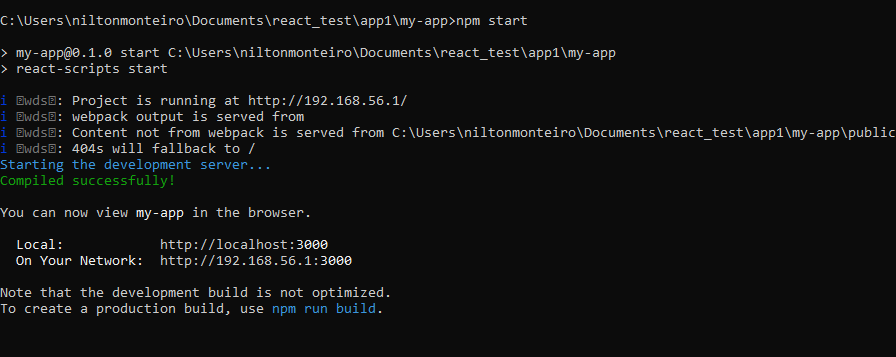 C:\Users\niltonmonteiro\Documents\react_test\app1\my-app>npm start
> my-app@0.1.0 start C:\Users\niltonmonteiro\Documents\react_test\app1\my-app
> react-scripts start
i ⍰wds⍰: Project is running at http://192.168.56.1/
i ⍰wds⍰: webpack output is served from
i ⍰wds⍰: Content not from webpack is served from C:\Users\niltonmonteiro\Documents\react_test\app1\my-app\public
i ⍰wds⍰: 404s will fallback to /
Starting the development server...
Compiled successfully!
You can now view my-app in the browser.
Local: http://localhost:3000
On Your Network: http://192.168.56.1:3000
Note that the development build is not optimized.
To create a production build, use npm run build.